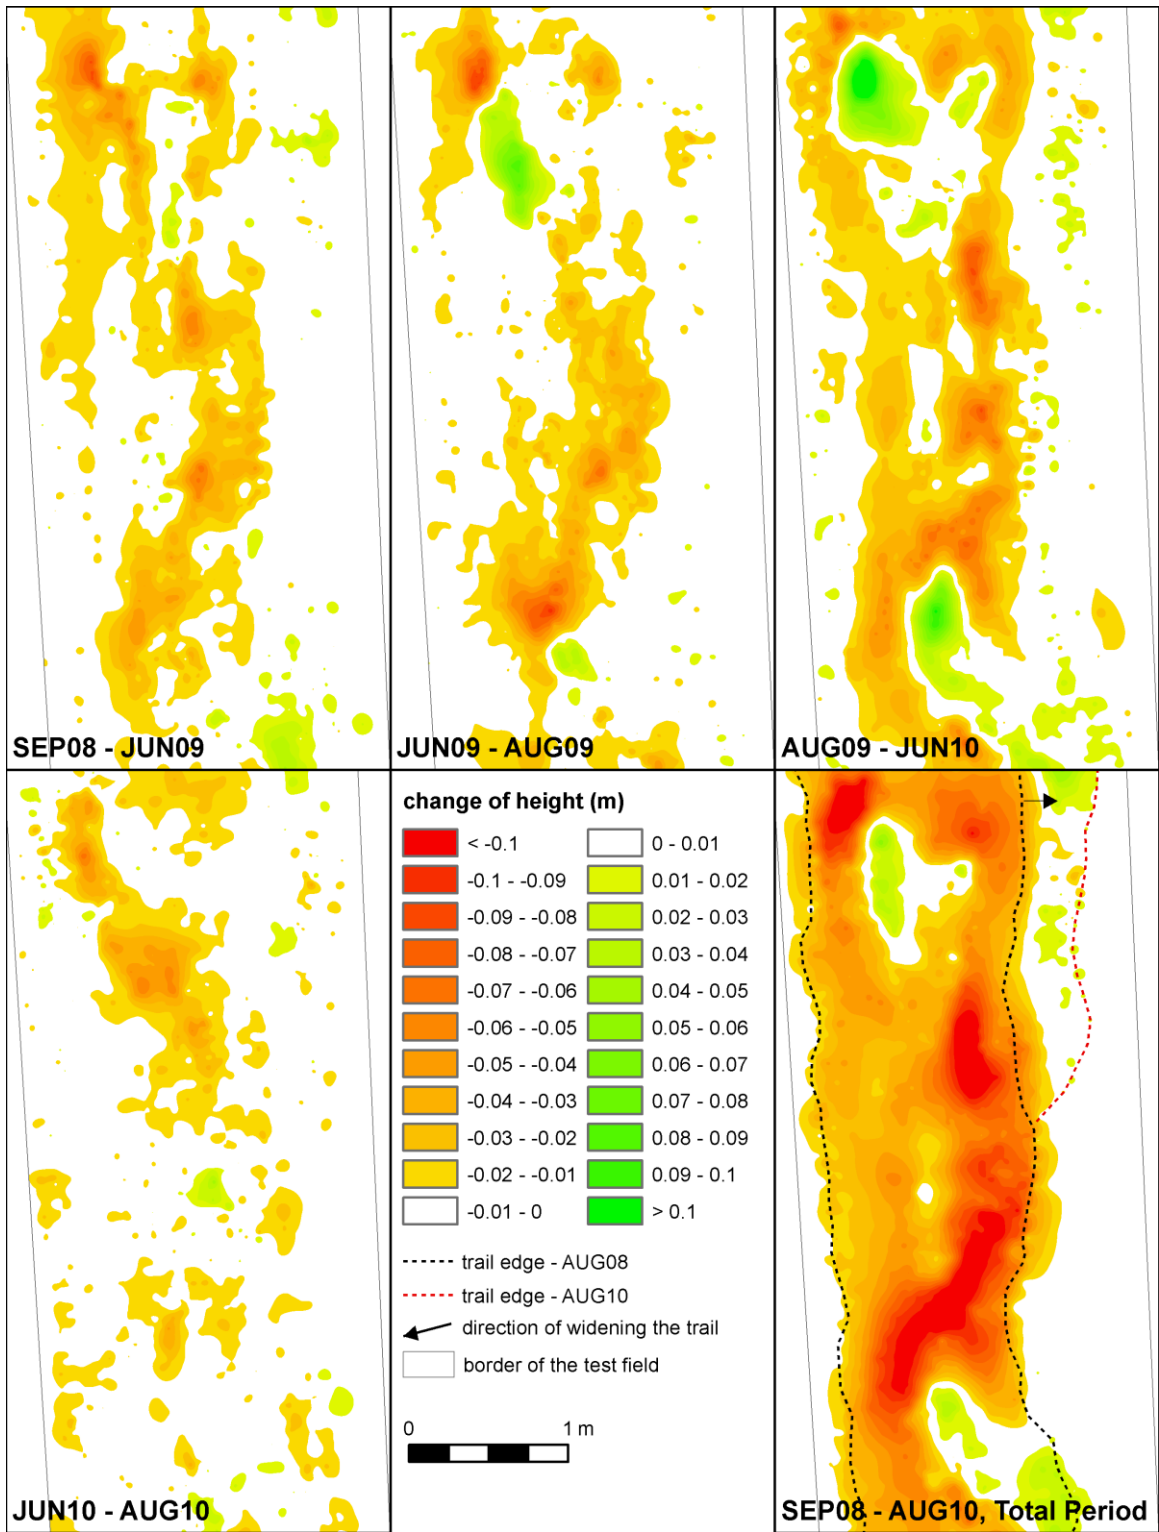 SEP08 - JUN09
JUN09 - AUG09
AUG09 - JUN10
change of height (m)
< -0.1
-0.1 - -0.09
-0.09 - -0.08
-0.08 - -0.07
-0.07 - -0.06
-0.06 - -0.05
-0.05 - -0.04
-0.04 - -0.03
-0.03 - -0.02
-0.02 - -0.01
-0.01 - 0
0 - 0.01
0.01 - 0.02
0.02 - 0.03
0.03 - 0.04
0.04 - 0.05
0.05 - 0.06
0.06 - 0.07
0.07 - 0.08
0.08 - 0.09
0.09 - 0.1
> 0.1
trail edge - AUG08
trail edge - AUG10
direction of widening the trail
border of the test field
0 1 m
JUN10 - AUG10
SEP08 - AUG10, Total Period